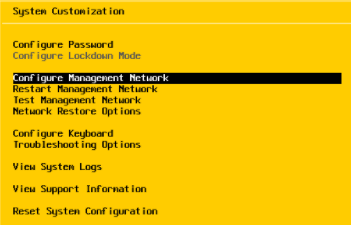 System Customization
Configure Password
Configure Lockdown Mode
Configure Management Network
Restart Management Network
Test Management Network
Network Restore Options
Configure Keyboard
Troubleshooting Options
View System Logs
View Support Information
Reset System Configuration